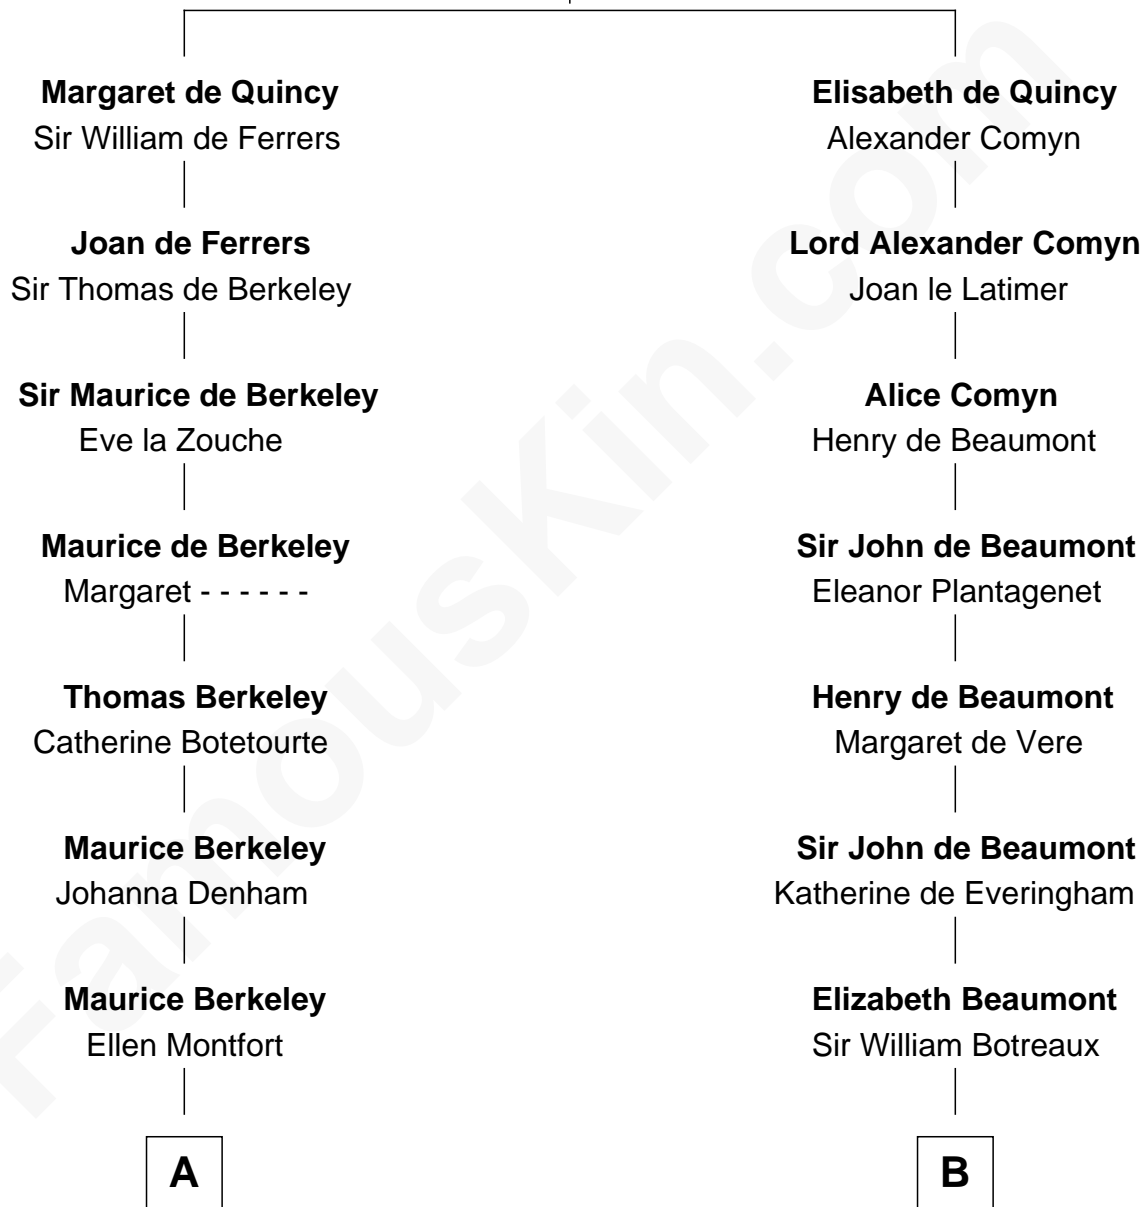 Margaret de Quincy
Sir William de Ferrers
Joan de Ferrers
Sir Thomas de Berkeley
Sir Maurice de Berkeley
Eve la Zouche
Maurice de Berkeley
Margaret - - - - - -
Thomas Berkeley
Catherine Botetourte
Maurice Berkeley
Johanna Denham
Maurice Berkeley
Ellen Montfort
A
Elisabeth de Quincy
Alexander Comyn
Lord Alexander Comyn
Joan le Latimer
Alice Comyn
Henry de Beaumont
Sir John de Beaumont
Eleanor Plantagenet
Henry de Beaumont
Margaret de Vere
Sir John de Beaumont
Katherine de Everingham
Elizabeth Beaumont
Sir William Botreaux
B
FamousKin.com